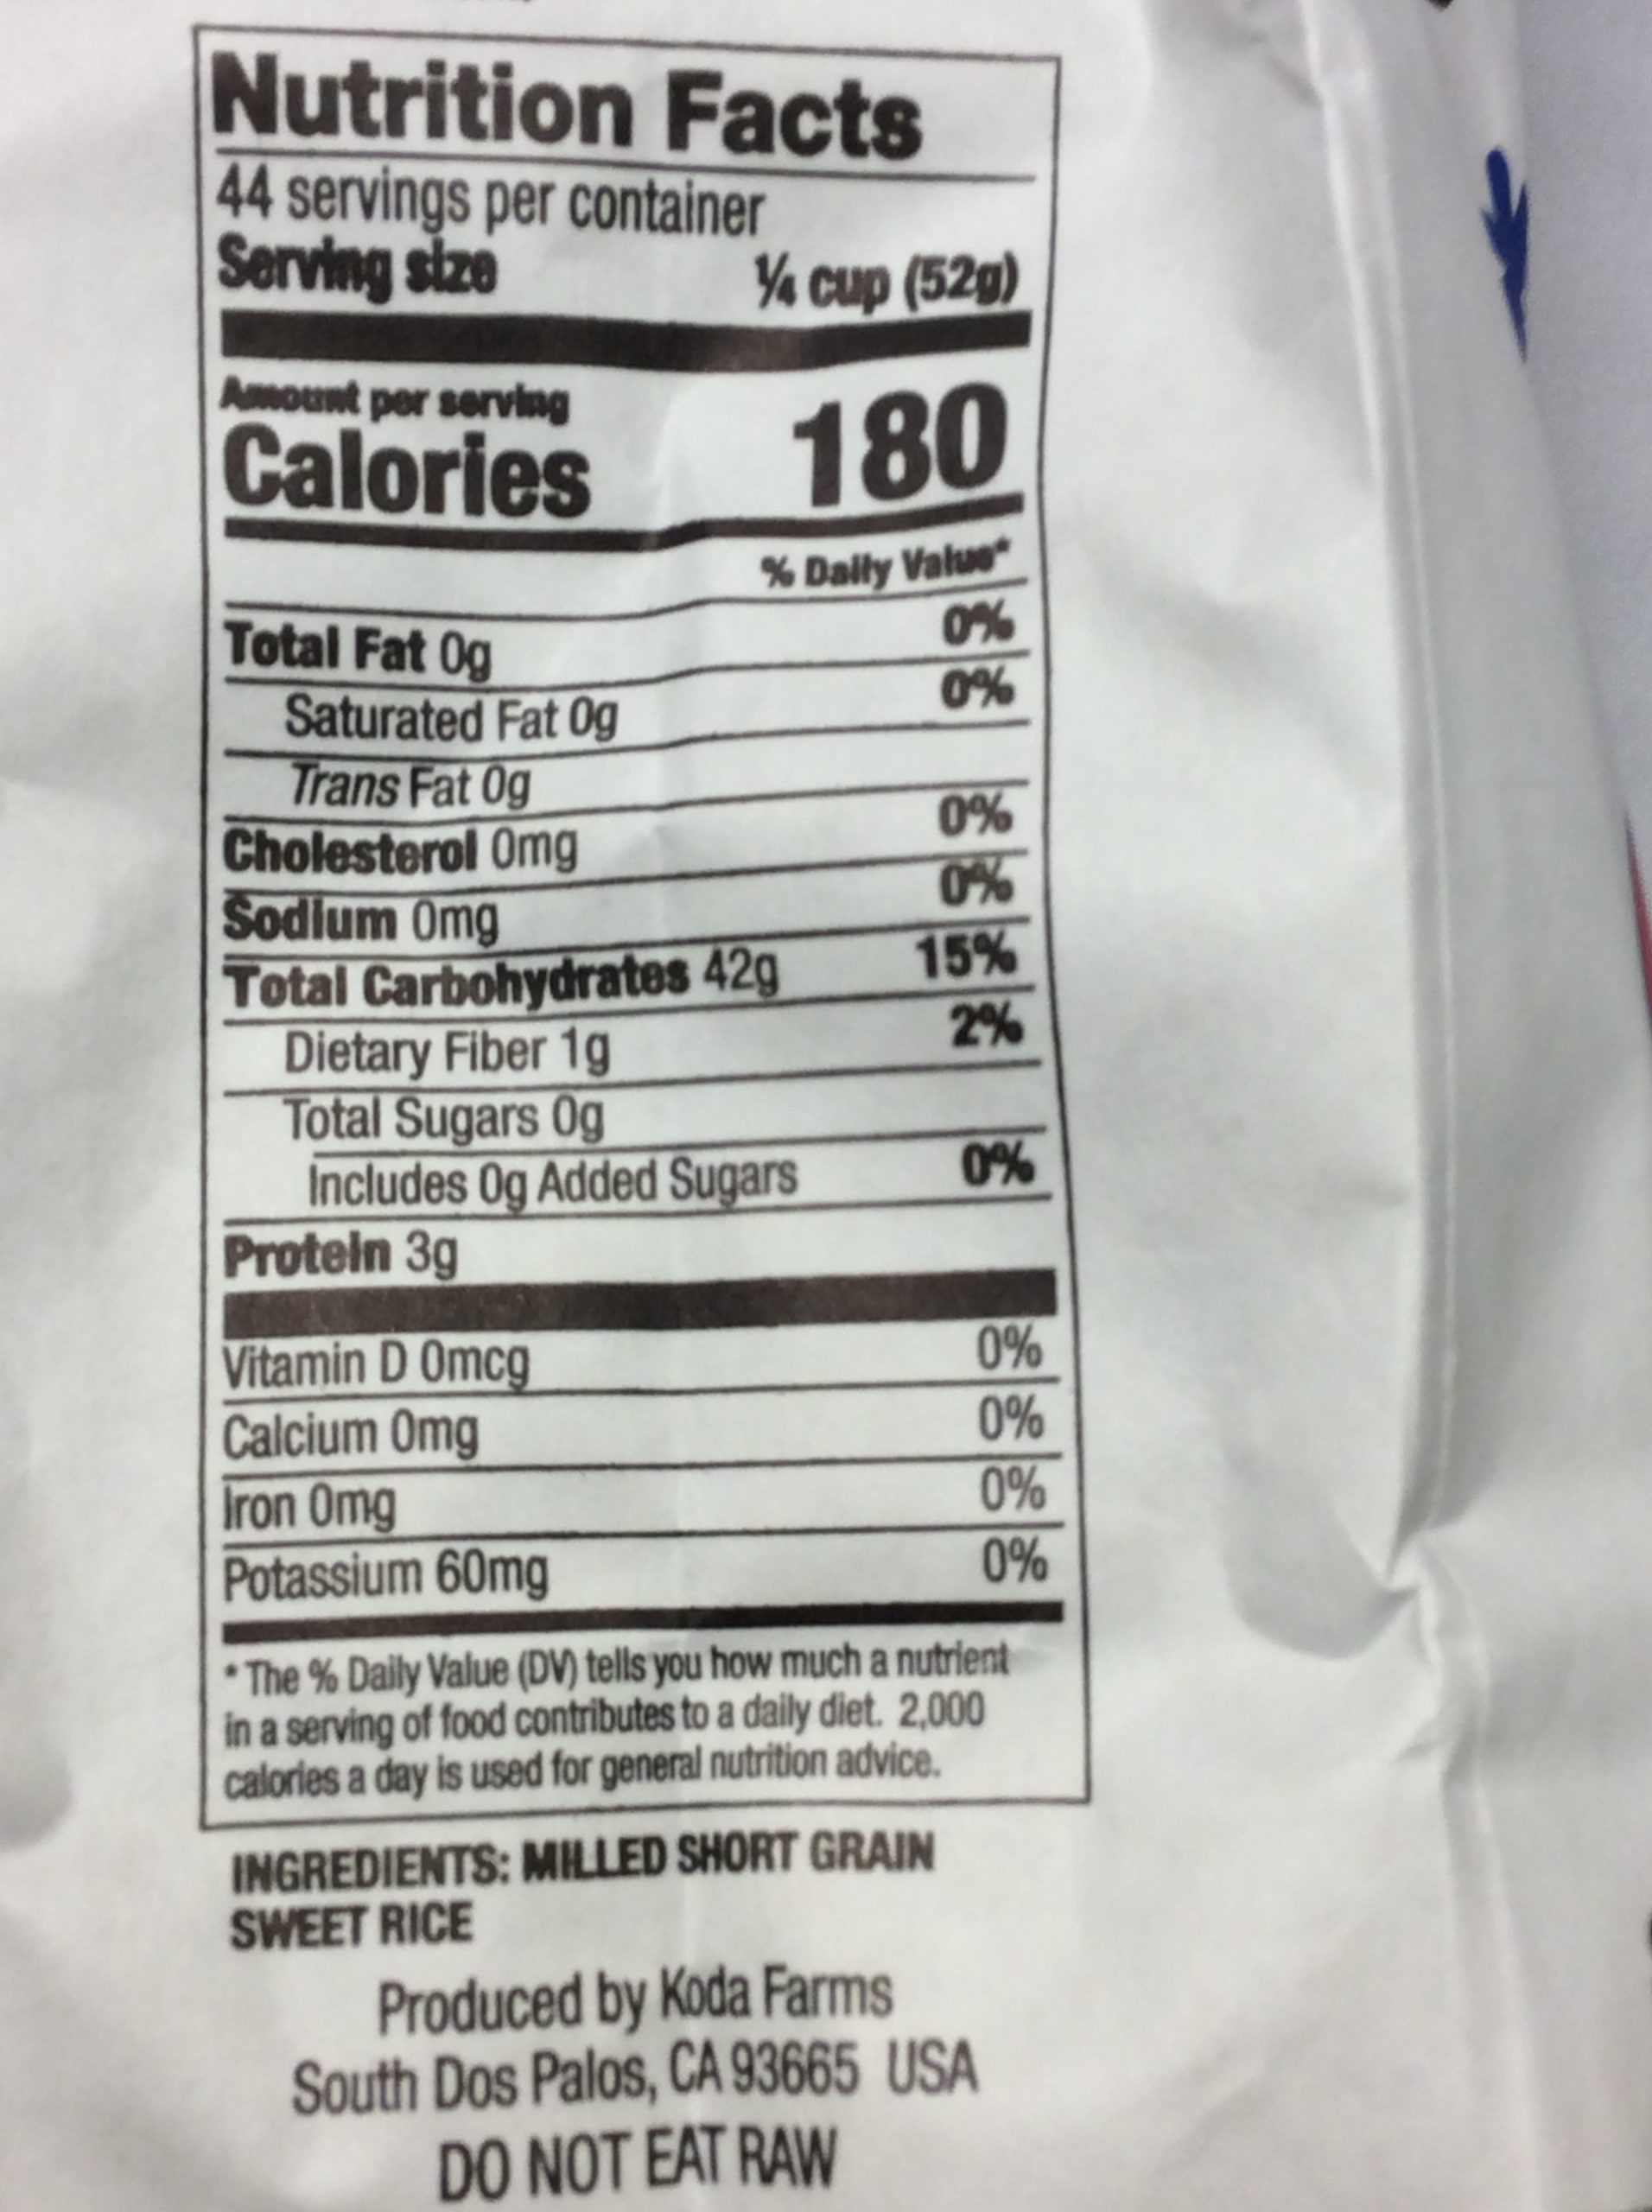 Nutrition Facts
44 servings per container
Serving size ¼ cup (52g)
Amount per serving
Calories 180
% Daily Value*
Total Fat 0g 0%
Saturated Fat 0g 0%
Trans Fat 0g
Cholesterol 0mg 0%
Sodium 0mg 0%
Total Carbohydrates 42g 15%
Dietary Fiber 1g 2%
Total Sugars 0g
Includes 0g Added Sugars 0%
Protein 3g
Vitamin D 0mcg 0%
Calcium 0mg 0%
Iron 0mg 0%
Potassium 60mg 0%
* The % Daily Value (DV) tells you how much a nutrient
in a serving of food contributes to a daily diet. 2,000
calories a day is used for general nutrition advice.
INGREDIENTS: MILLED SHORT GRAIN
SWEET RICE
Produced by Koda Farms
South Dos Palos, CA 93665 USA
DO NOT EAT RAW